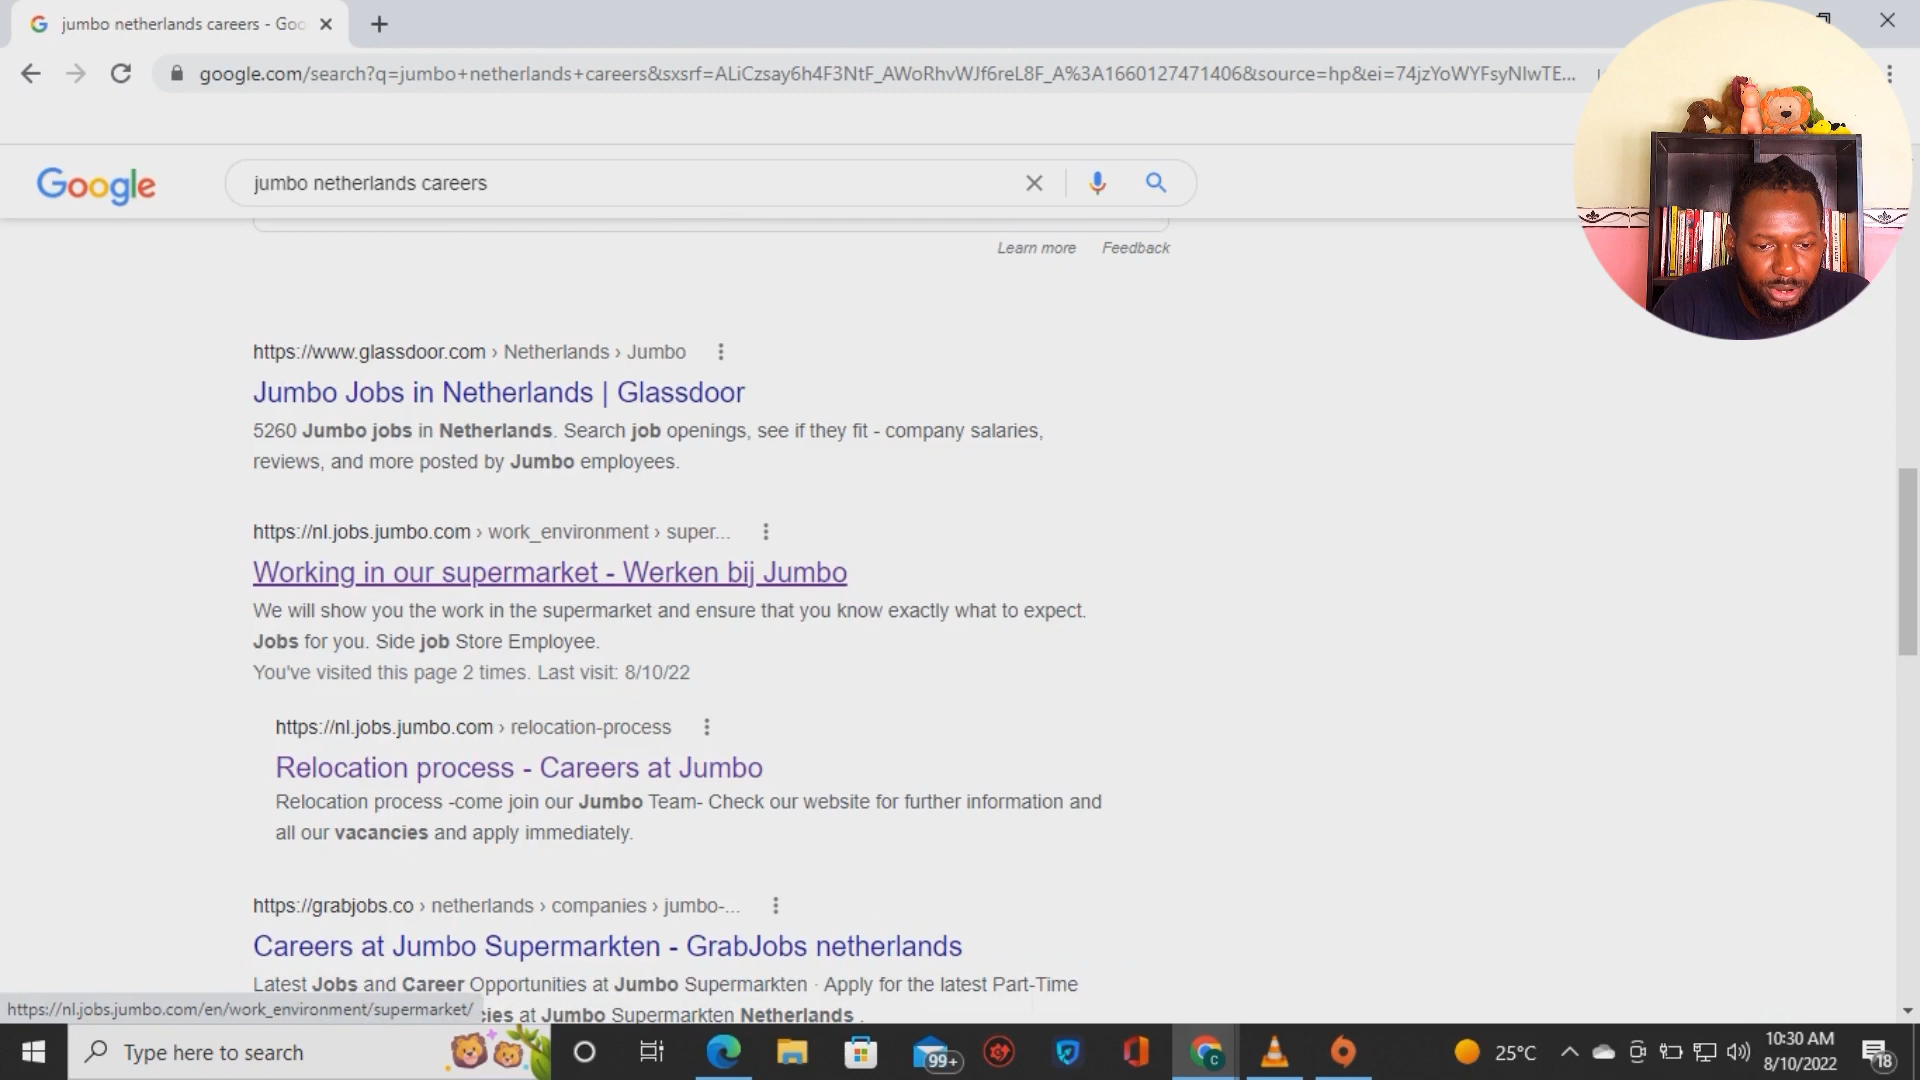 jumbo netherlands careers - Goo
google.com/search?q=jumbo+netherlands+careers&sxsrf=ALiCzsay6h4F3NtF_AWoRhvWJf6reL8F_A%3A1660127471406&source=hp&ei=74jzYoWYFsyNlwTE...
Google
jumbo netherlands careers
Learn more Feedback
https://www.glassdoor.com › Netherlands › Jumbo
Jumbo Jobs in Netherlands | Glassdoor
5260 Jumbo jobs in Netherlands. Search job openings, see if they fit - company salaries,
reviews, and more posted by Jumbo employees.
https://nl.jobs.jumbo.com › work_environment › super...
Working in our supermarket - Werken bij Jumbo
We will show you the work in the supermarket and ensure that you know exactly what to expect.
Jobs for you. Side job Store Employee.
You've visited this page 2 times. Last visit: 8/10/22
https://nl.jobs.jumbo.com › relocation-process
Relocation process - Careers at Jumbo
Relocation process -come join our Jumbo Team- Check our website for further information and
all our vacancies and apply immediately.
https://grabjobs.co › netherlands › companies › jumbo-...
Careers at Jumbo Supermarkten - GrabJobs netherlands
Latest Jobs and Career Opportunities at Jumbo Supermarkten · Apply for the latest Part-Time
https://nl.jobs.jumbo.com/en/work_environment/supermarket/
cies at Jumbo Supermarkten Netherlands .
Type here to search
99+
C
25°C
10:30 AM
8/10/2022
18